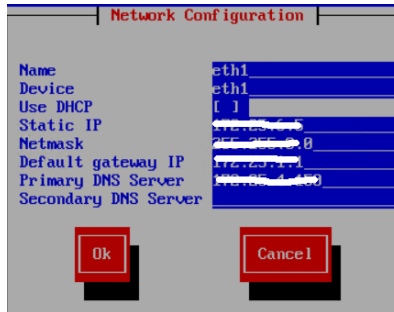 Network Configuration
Name eth1
Device eth1
Use DHCP [ ]
Static IP
Netmask
Default gateway IP
Primary DNS Server
Secondary DNS Server
Ok Cancel